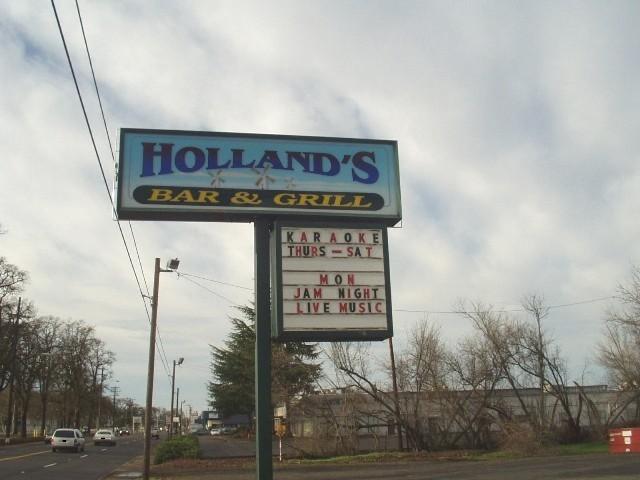 HOLLAND'S
BAR & GRILL
KARAOKE
THURS - SAT
MON
JAM NIGHT
LIVE MUSIC